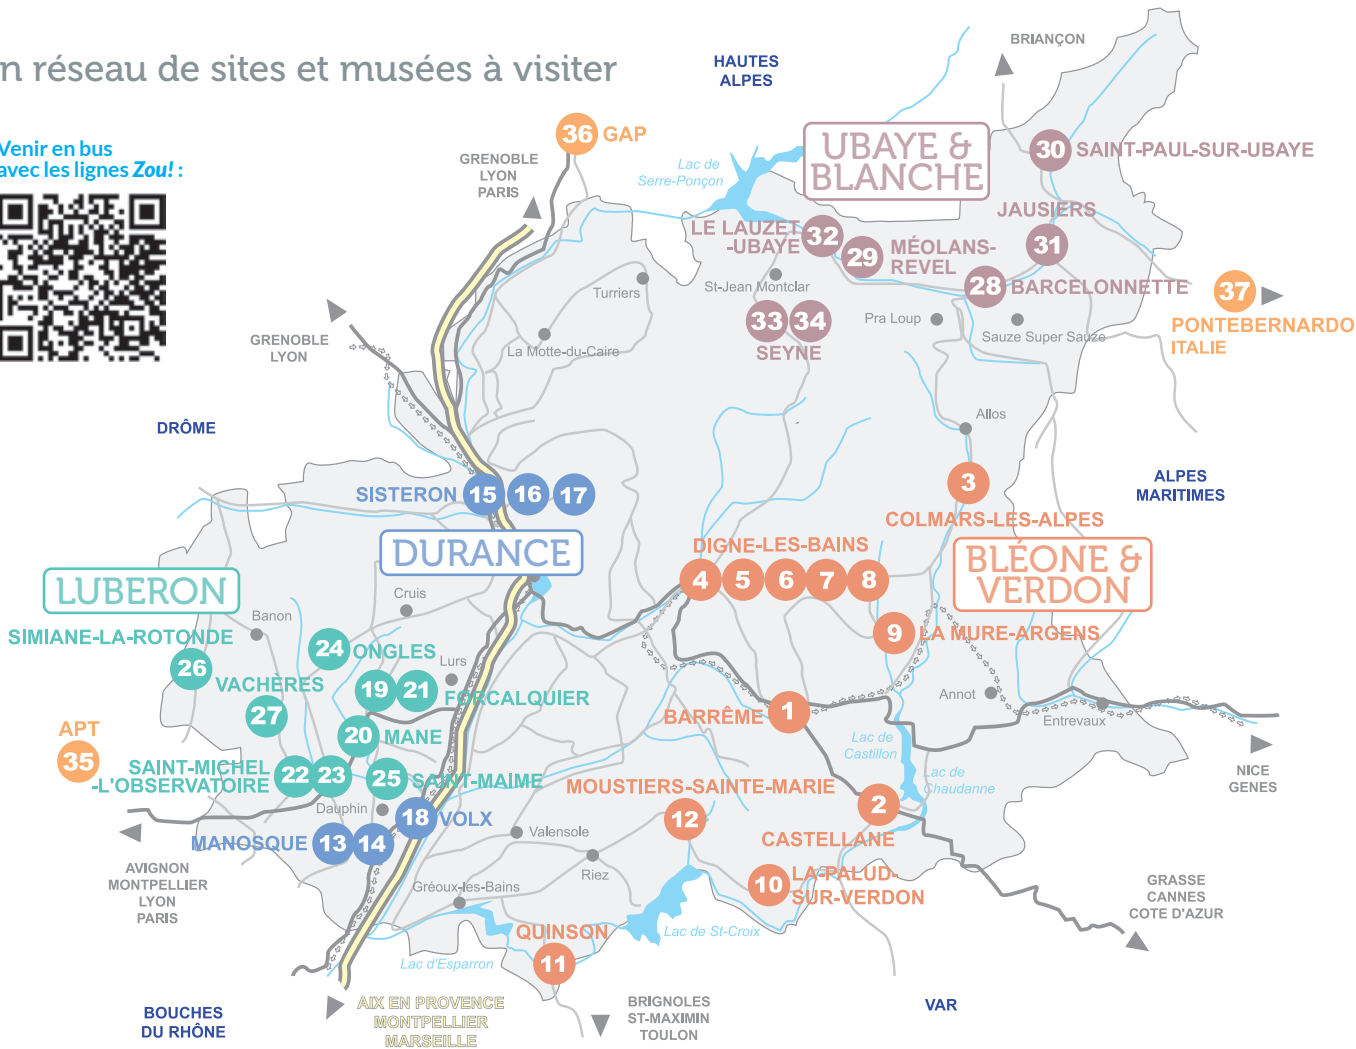 n réseau de sites et musées à visiter
Venir en bus
avec les lignes Zou! :
HAUTES
ALPES
BRIANÇON
36 GAP
GRENOBLE
LYON
PARIS
Lac de
Serre-Ponçon
UBAYE &
BLANCHE
30 SAINT-PAUL-SUR-UBAYE
JAUSIERS
31
LE LAUZET
-UBAYE
32
29
MÉOLANS-
REVEL
28 BARCELONNETTE
37
PONTEBERNARDO
ITALIE
Turriers
St-Jean Montclar
33 34
SEYNE
Pra Loup
Sauze Super Sauze
GRENOBLE
LYON
La Motte-du-Caire
Allos
DRÔME
ALPES
MARITIMES
SISTERON 15 16 17
3
COLMARS-LES-ALPES
DURANCE
DIGNE-LES-BAINS
4 5 6 7 8
BLÉONE &
VERDON
LUBERON
Banon
Cruis
SIMIANE-LA-ROTONDE
26
24 ONGLES
9 LA MURE-ARGENS
Lurs
VACHÈRES
27
19 21 FORCALQUIER
Annot
Entrevaux
BARRÊME 1
APT
35
20 MANE
Lac de
Castillon
SAINT-MICHEL
-L'OBSERVATOIRE
22 23
25 SAINT-MAIME
Lac de
Chaudanne
NICE
GENES
MOUSTIERS-SAINTE-MARIE
12
2
CASTELLANE
Dauphin
18 VOLX
MANOSQUE 13 14
Valensole
Riez
AVIGNON
MONTPELLIER
LYON
PARIS
Gréoux-les-Bains
10
LA-PALUD-
SUR-VERDON
GRASSE
CANNES
COTE D'AZUR
QUINSON
11
Lac de St-Croix
Lac d'Esparron
BOUCHES
DU RHÔNE
AIX EN PROVENCE
MONTPELLIER
MARSEILLE
BRIGNOLES
ST-MAXIMIN
TOULON
VAR